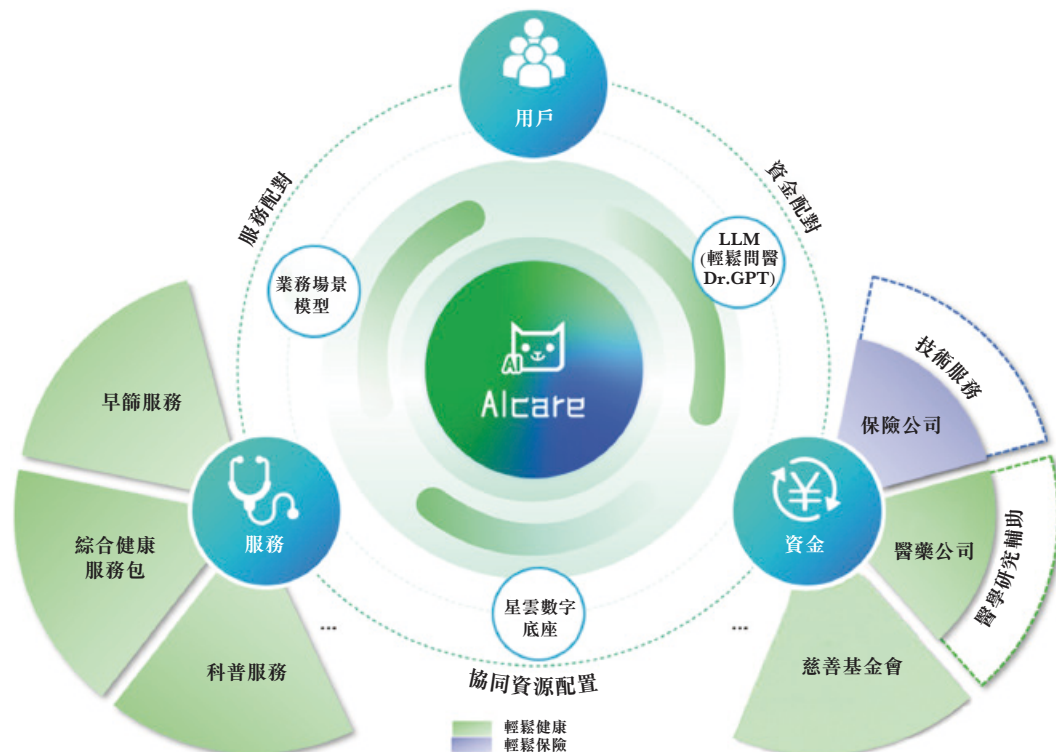 用戶
服務配對
資金配對
LLM
(輕鬆問醫
Dr.GPT)
業務場景
模型
AI
AIcare
技術服務
保險公司
早篩服務
服務
資金
綜合健康
服務包
醫藥公司
醫學研究輔助
星雲數字
底座
...
...
科普服務
慈善基金會
協同資源配置
輕鬆健康
輕鬆保險